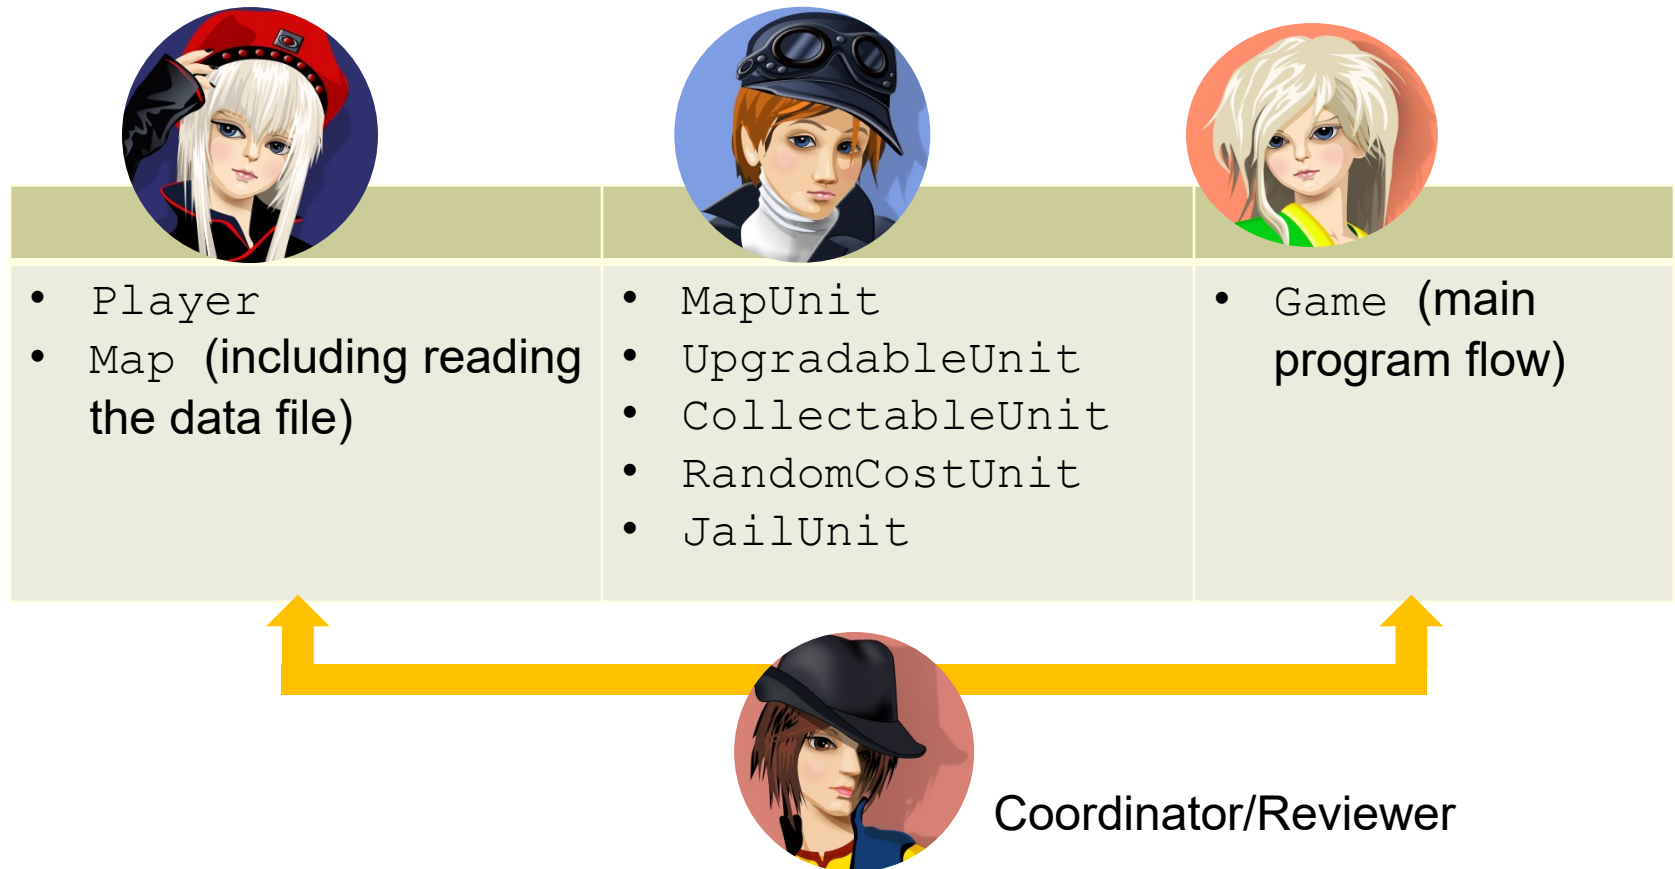 • Player
• Map (including reading
the data file)
• MapUnit
• UpgradableUnit
• CollectableUnit
• RandomCostUnit
• JailUnit
• Game (main
program flow)
Coordinator/Reviewer